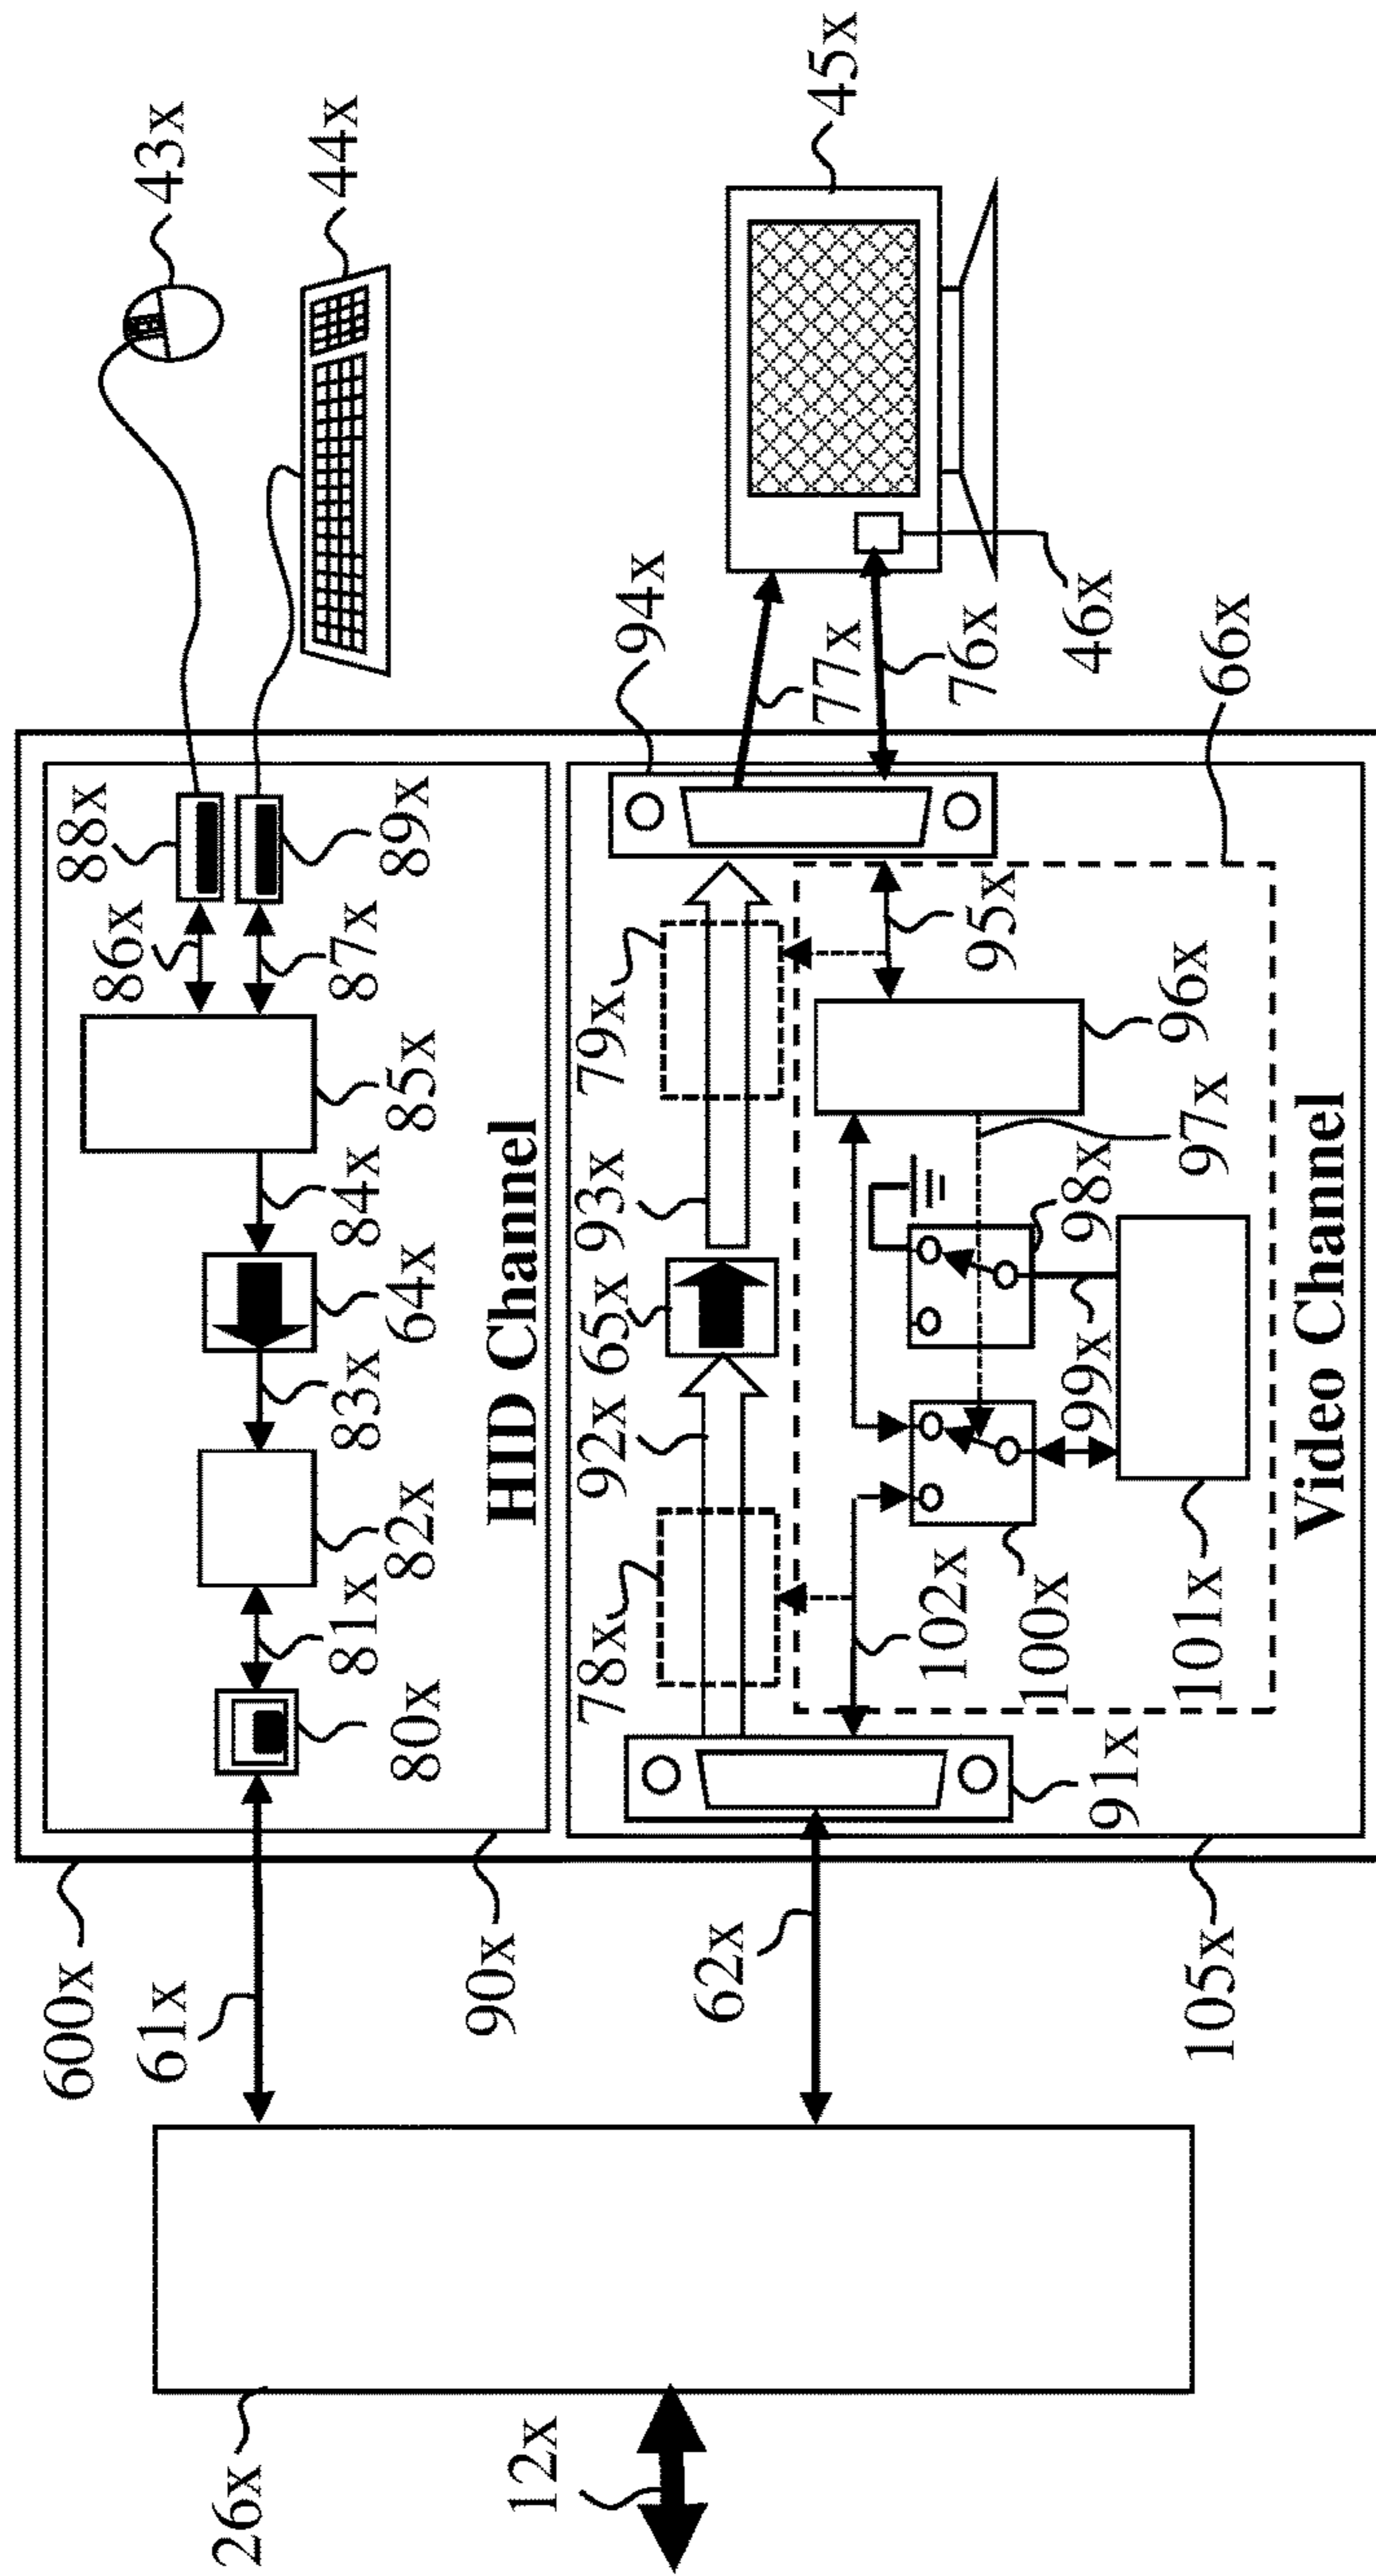 43x
44x
88x
86x
89x
87x
85x
84x
64x
83x
HID Channel
82x
81x
80x
600x
61x
90x
45x
94x
77x
76x
46x
66x
79x
95x
96x
93x
97x
98x
65x
99x
92x
Video Channel
78x
102x
100x
101x
91x
62x
105x
26x
12x